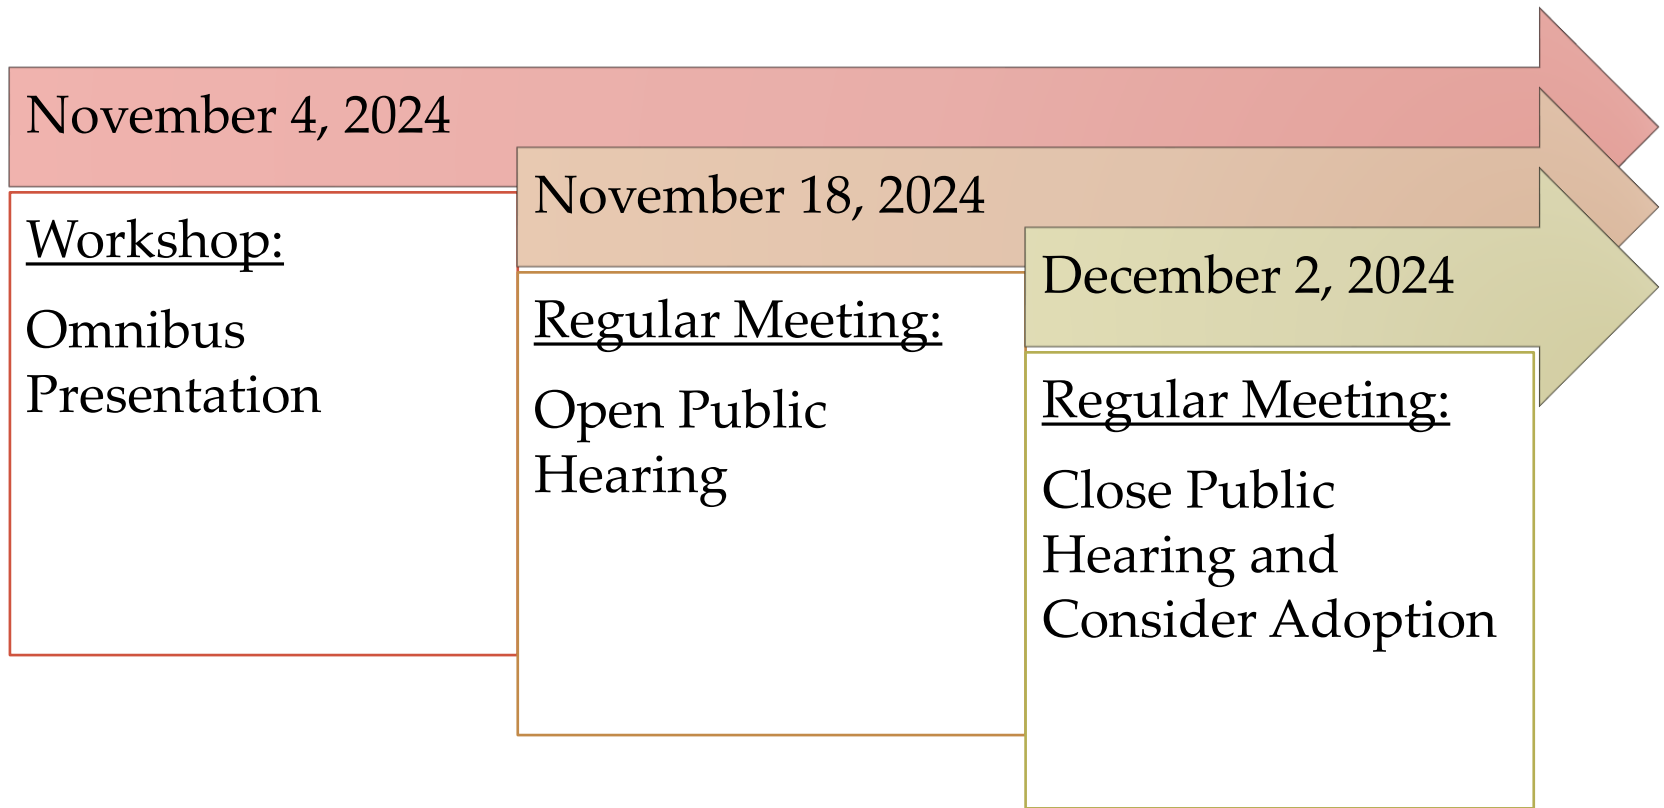 November 4, 2024
Workshop:
Omnibus
Presentation
November 18, 2024
Regular Meeting:
Open Public
Hearing
December 2, 2024
Regular Meeting:
Close Public
Hearing and
Consider Adoption